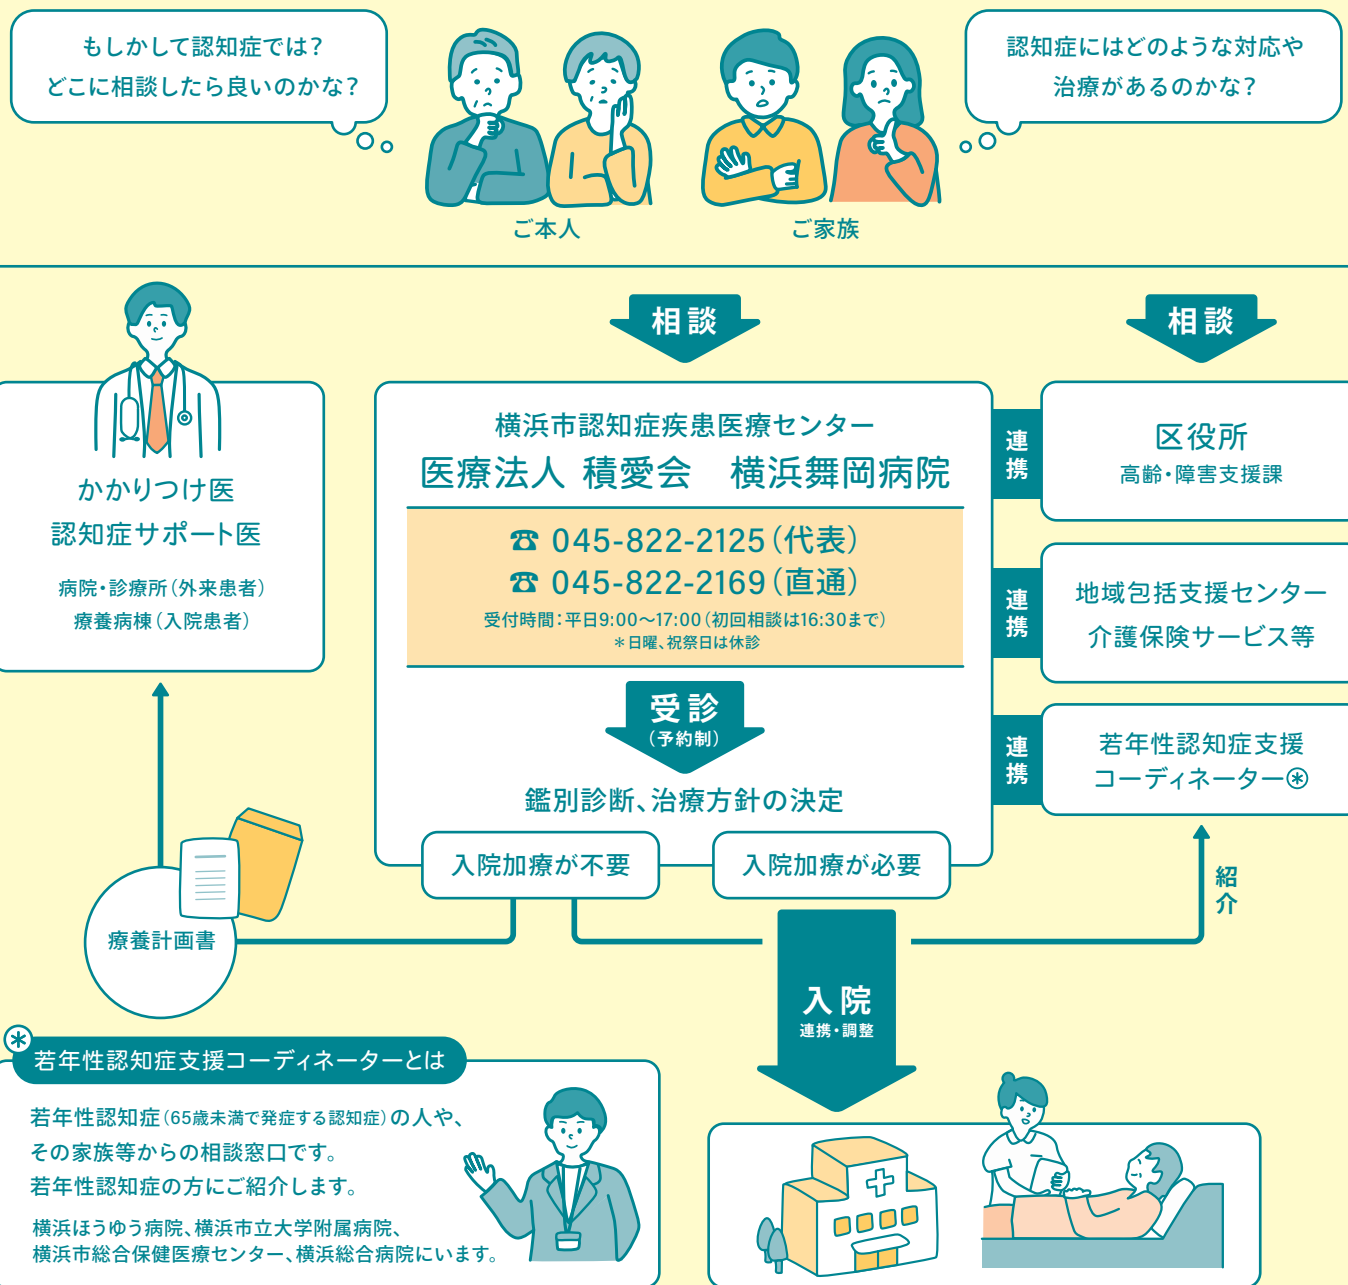 もしかして認知症では?
どこに相談したら良いのかな?
認知症にはどのような対応や
治療があるのかな?
ご本人
ご家族
相談
相談
かかりつけ医
認知症サポート医
病院・診療所(外来患者)
療養病棟(入院患者)
横浜市認知症疾患医療センター
医療法人 積愛会　横浜舞岡病院
☎ 045-822-2125(代表)
☎ 045-822-2169(直通)
受付時間:平日9:00〜17:00(初回相談は16:30まで)
＊日曜、祝祭日は休診
受診
(予約制)
鑑別診断、治療方針の決定
入院加療が不要
入院加療が必要
連携
区役所
高齢・障害支援課
連携
地域包括支援センター
介護保険サービス等
連携
若年性認知症支援
コーディネーター⊛
紹介
療養計画書
入院
連携・調整
＊
若年性認知症支援コーディネーターとは
若年性認知症(65歳未満で発症する認知症)の人や、
その家族等からの相談窓口です。
若年性認知症の方にご紹介します。
横浜ほうゆう病院、横浜市立大学附属病院、
横浜市総合保健医療センター、横浜総合病院にいます。